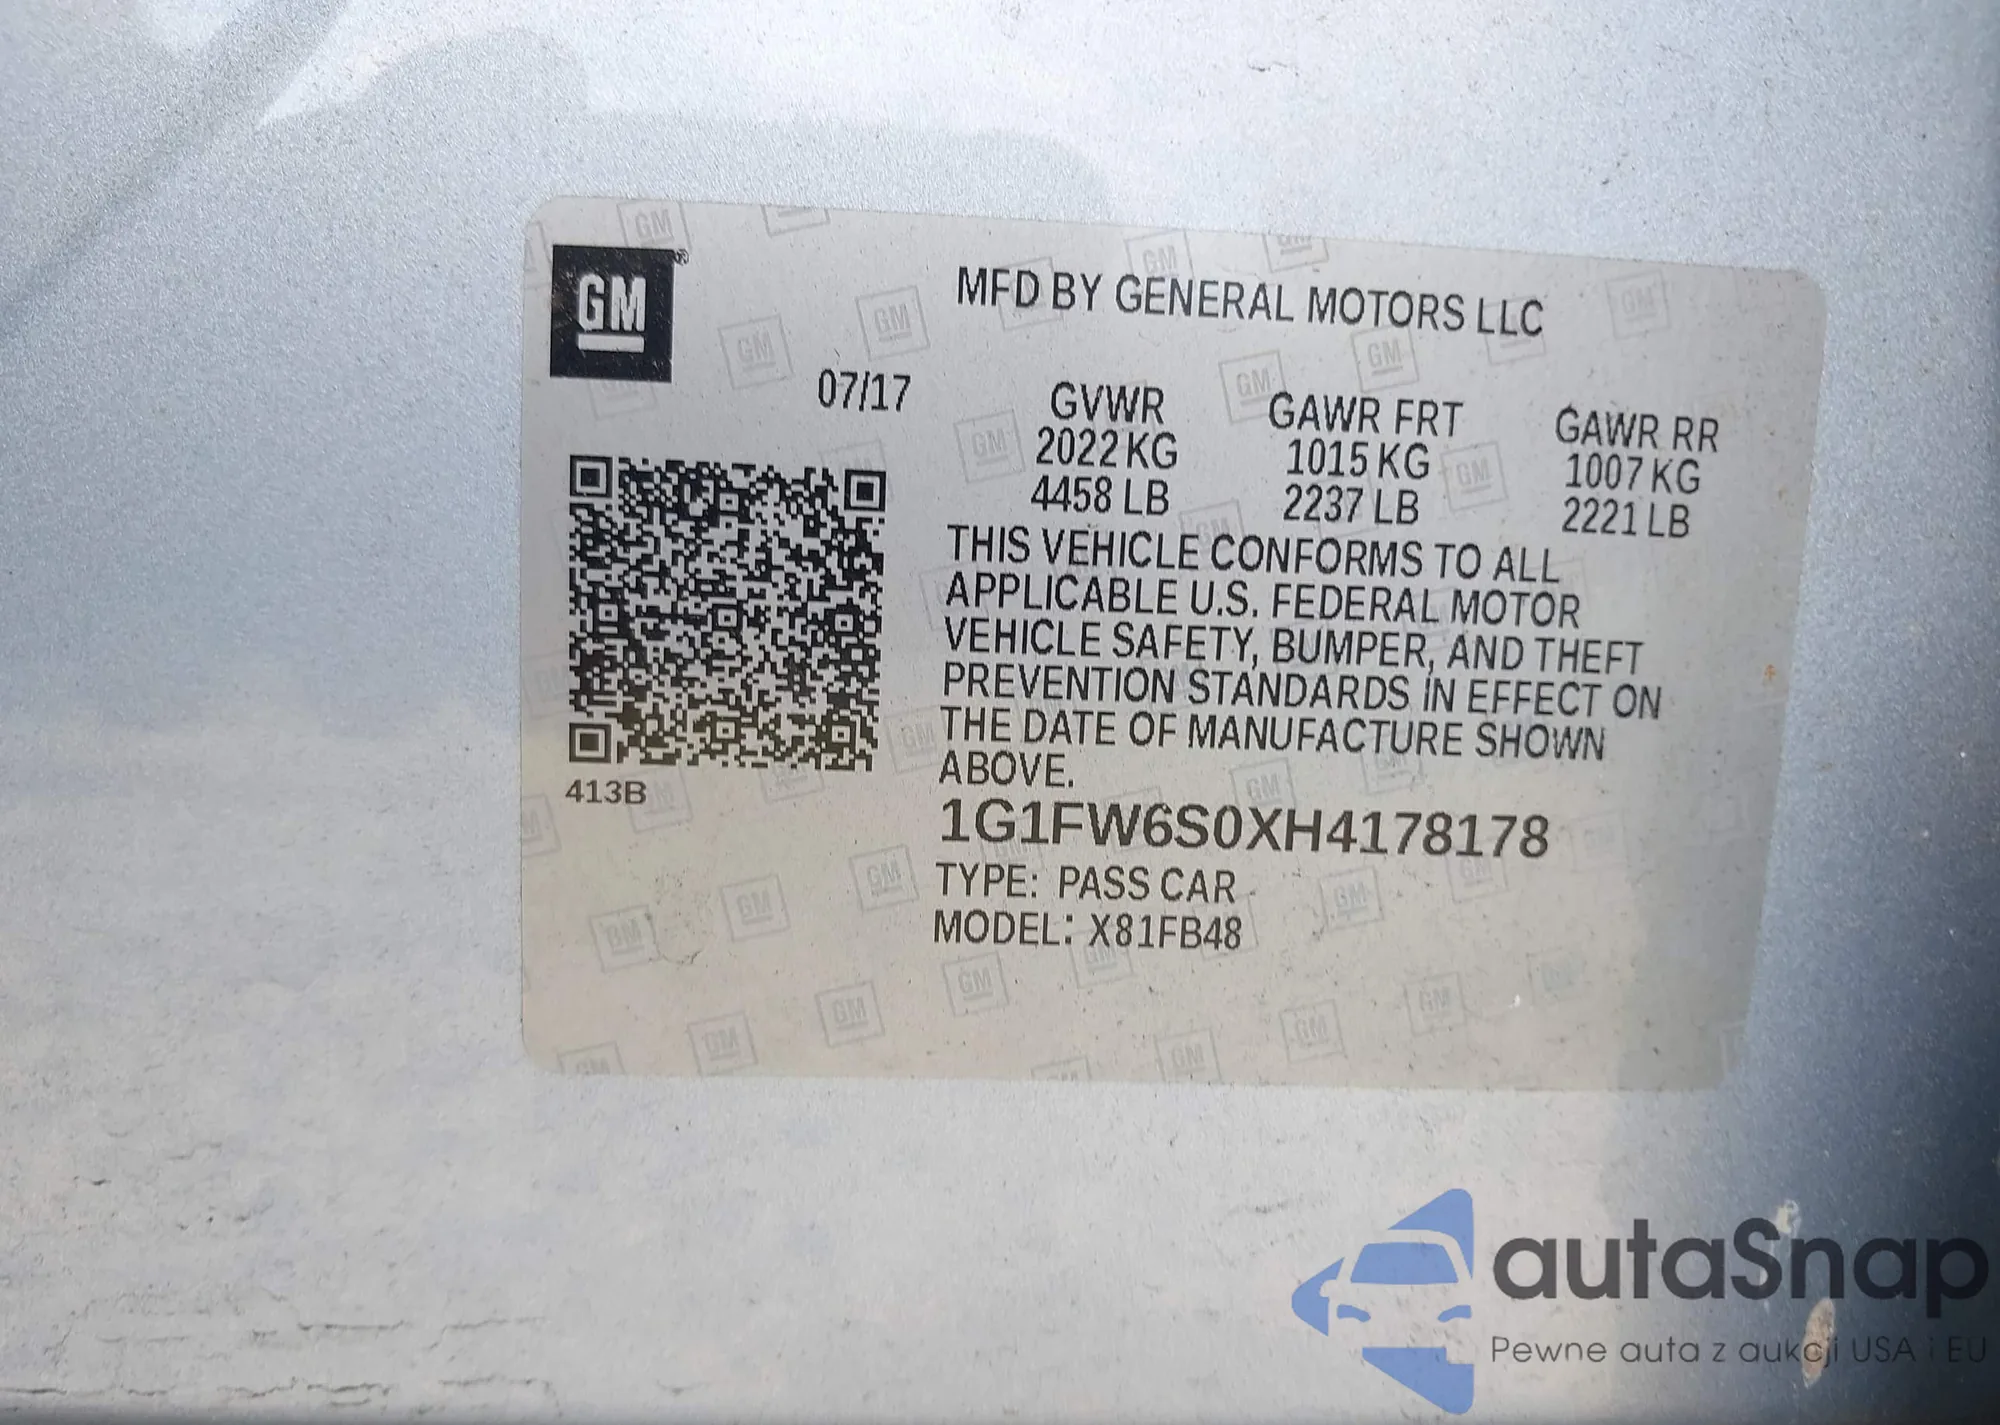 GM®
MFD BY GENERAL MOTORS LLC
07/17
GVWR GAWR FRT GAWR RR
2022 KG 1015 KG 1007 KG
4458 LB 2237 LB 2221 LB
THIS VEHICLE CONFORMS TO ALL
APPLICABLE U.S. FEDERAL MOTOR
VEHICLE SAFETY, BUMPER, AND THEFT
PREVENTION STANDARDS IN EFFECT ON
THE DATE OF MANUFACTURE SHOWN
ABOVE.
413B
1G1FW6S0XH4178178
TYPE: PASS CAR
MODEL: X81FB48
autaSnap
Pewne auta z aukcji USA i EU